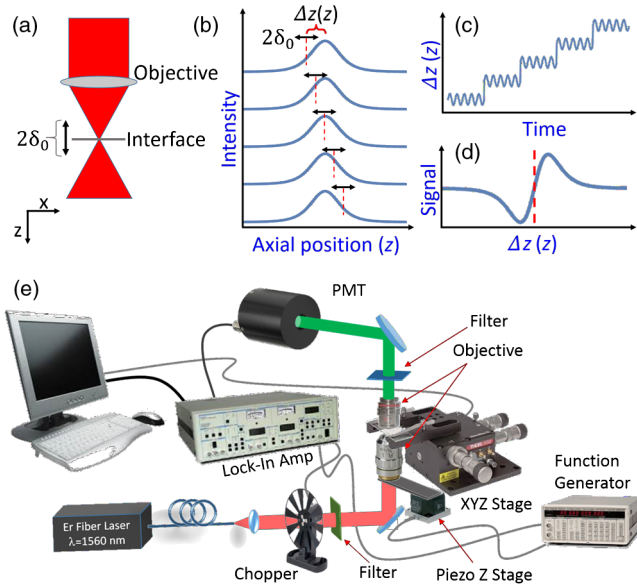 (a)
Objective
2δ₀
Interface
x
z
(b)
Δz(z)
2δ₀
Intensity
Axial position (z)
(c)
Δz (z)
Time
(d)
Signal
Δz (z)
(e)
PMT
Filter
Objective
Lock-In Amp
XYZ Stage
Function
Generator
Er Fiber Laser
λ=1560 nm
Chopper
Filter
Piezo Z Stage